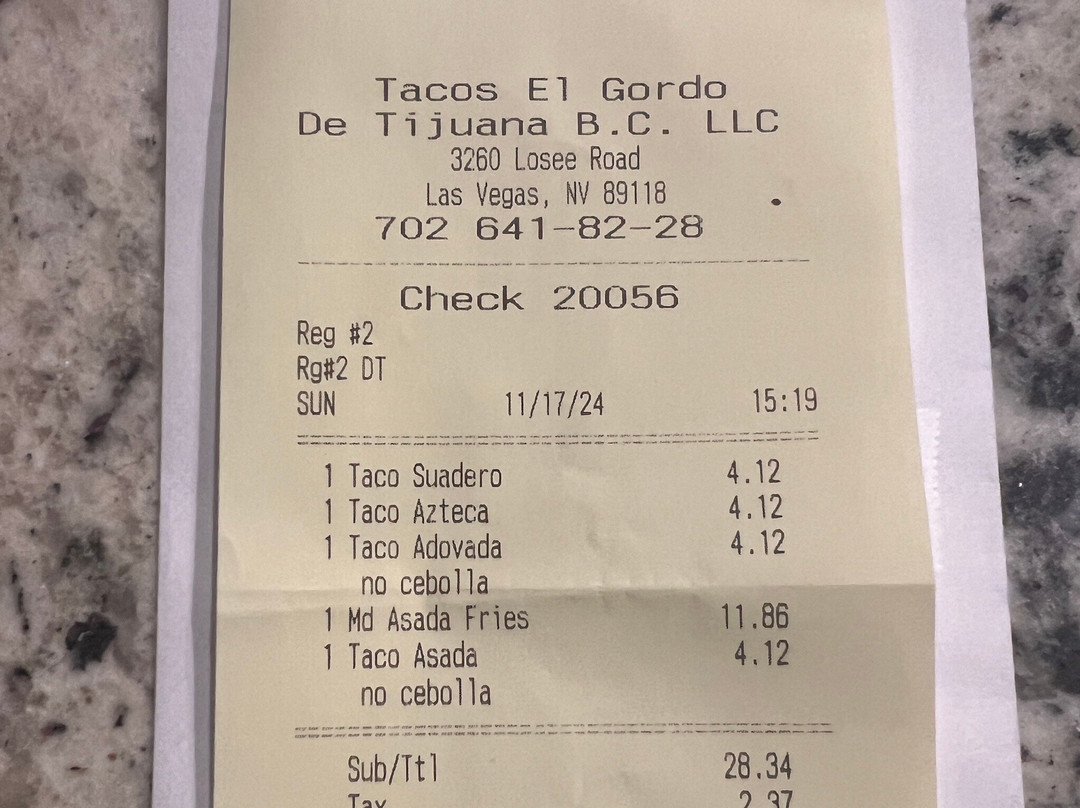 Tacos El Gordo
De Tijuana B.C. LLC
3260 Losee Road
Las Vegas, NV 89118
702 641-82-28
Check 20056
Reg #2
Rg#2 DT
SUN 11/17/24 15:19
1 Taco Suadero 4.12
1 Taco Azteca 4.12
1 Taco Adovada 4.12
no cebolla
1 Md Asada Fries 11.86
1 Taco Asada 4.12
no cebolla
Sub/Ttl 28.34
Tax 2.37